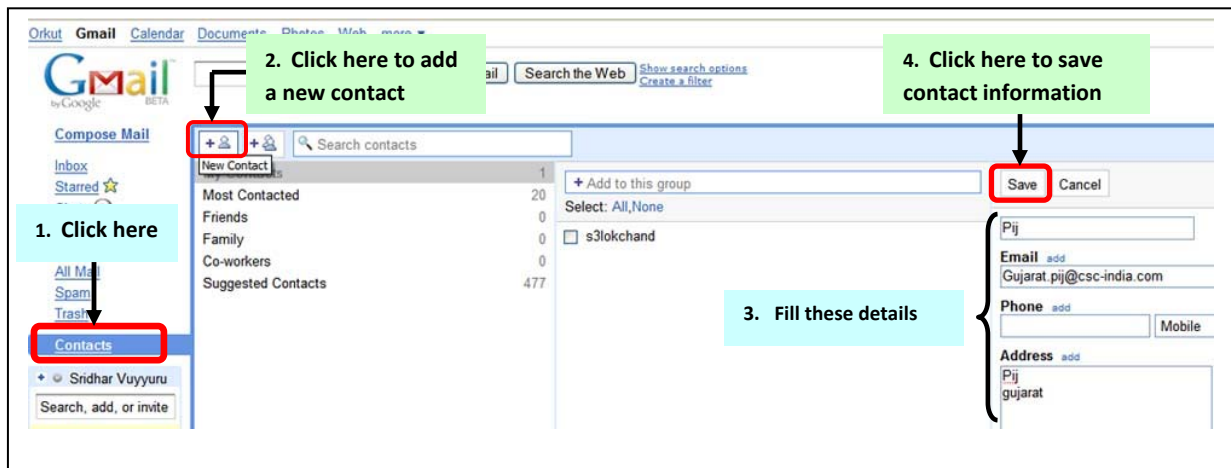 Orkut Gmail Calendar Documents Photos Web more
2. Click here to add
a new contact
4. Click here to save
contact information
Gmail
by Google BETA
Search the Web
Show search options
Create a filter
Compose Mail
Search contacts
New Contact
Inbox
Starred
1. Click here
All Mail
Spam
Trash
Contacts
Sridhar Vuyyuru
Search, add, or invite
My Contacts 1
Most Contacted 20
Friends 0
Family 0
Co-workers 0
Suggested Contacts 477
+ Add to this group
Select: All,None
s3lokchand
3. Fill these details
Save Cancel
Pij
Email add
Gujarat.pij@csc-india.com
Phone add
Mobile
Address add
Pij
gujarat